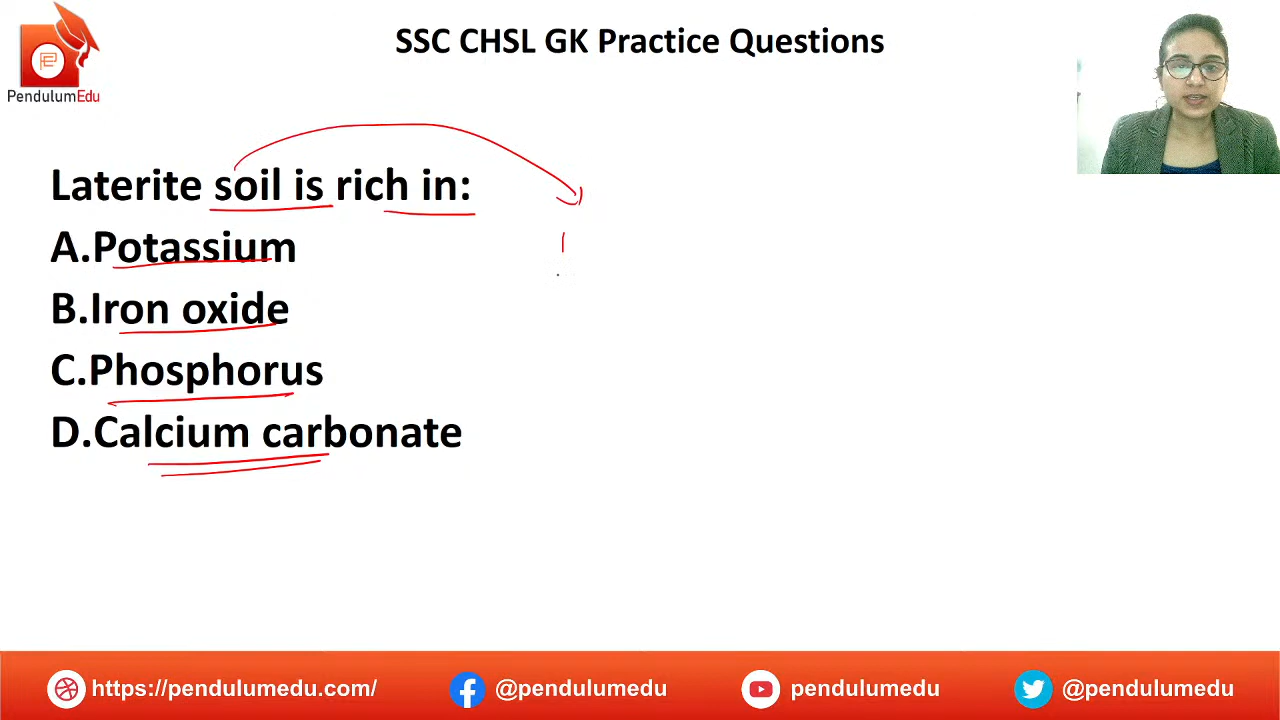 SSC CHSL GK Practice Questions
PendulumEdu
Laterite soil is rich in:
A.Potassium
B.Iron oxide
C.Phosphorus
D.Calcium carbonate
https://pendulumedu.com/
@pendulumedu
pendulumedu
@pendulumedu